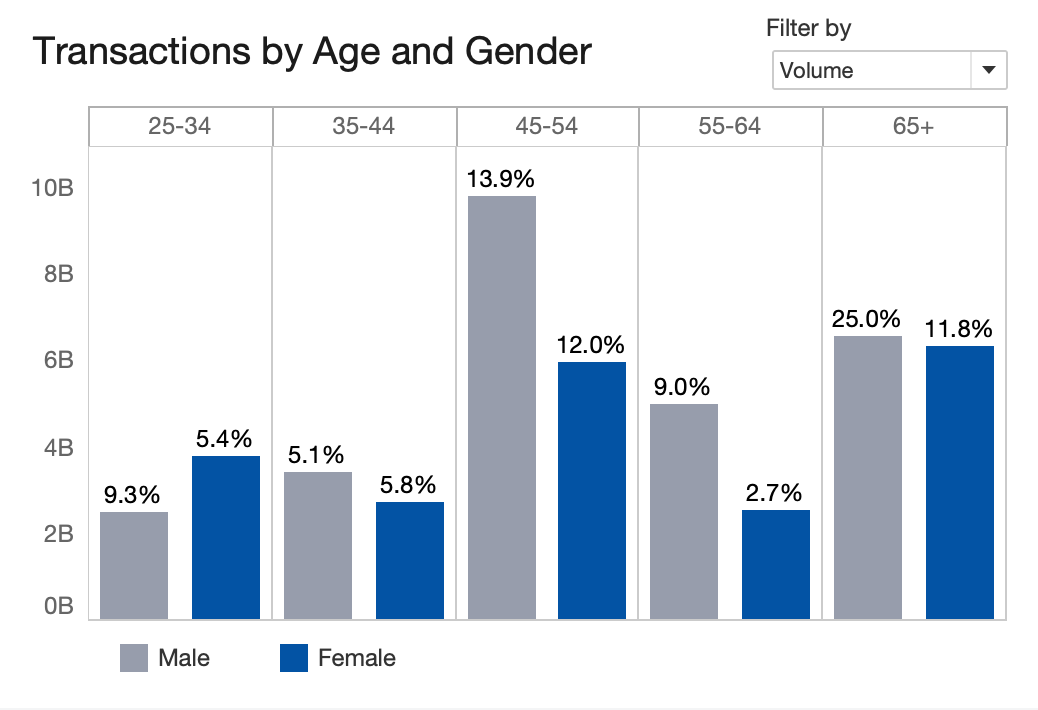 Filter by
Transactions by Age and Gender
Volume
25-34 35-44 45-54 55-64 65+
10B
8B
6B
4B
2B
0B
9.3% 5.4% 5.1% 5.8% 13.9% 12.0% 9.0% 2.7% 25.0% 11.8%
Male Female